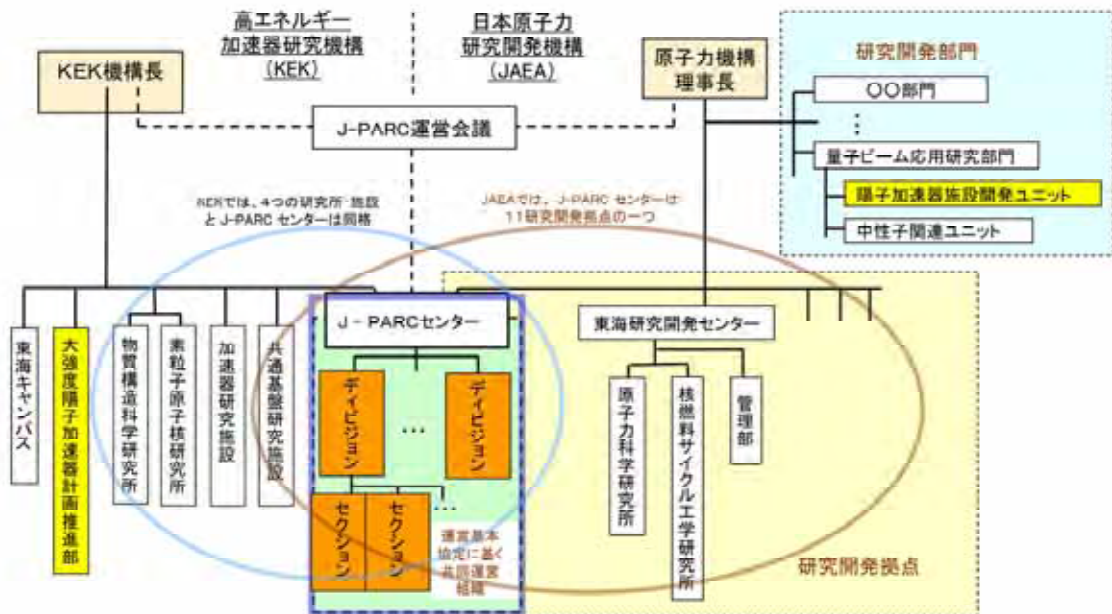 高エネルギー
加速器研究機構
(KEK)
日本原子力
研究開発機構
(JAEA)
KEK機構長
原子力機構
理事長
J-PARC運営会議
研究開発部門
〇〇部門
⋮
量子ビーム応用研究部門
陽子加速器施設開発ユニット
中性子関連ユニット
KEKでは、4つの研究所・施設
とJ-PARCセンターは同格
JAEAでは、J-PARCセンターは
11研究開発拠点の一つ
東海キャンパス
大強度陽子加速器計画推進部
物質構造科学研究所
素粒子原子核研究所
加速器研究施設
共通基盤研究施設
J-PARCセンター
ディビジョン
…
ディビジョン
セクション
セクション
…
運営基本
協定に基く
共同運営
組織
東海研究開発センター
原子力科学研究所
核燃料サイクル工学研究所
管理部
研究開発拠点